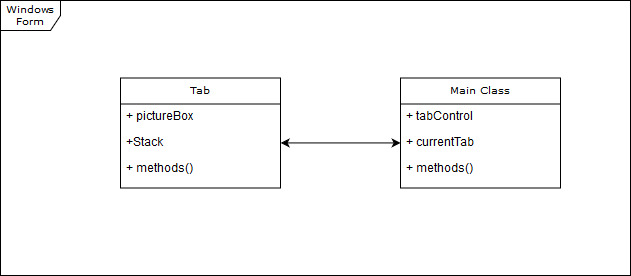 Windows
Form
Tab
+ pictureBox
+Stack
+ methods()
Main Class
+ tabControl
+ currentTab
+ methods()